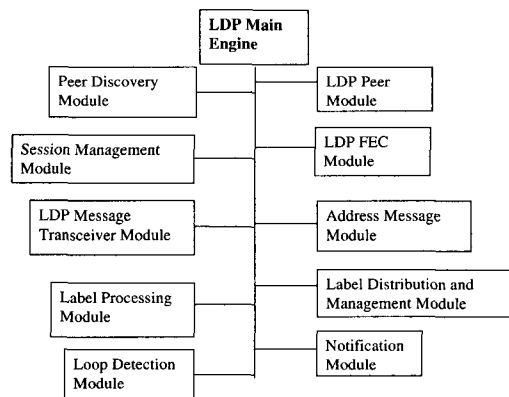 LDP Main
Engine
Peer Discovery
Module
LDP Peer
Module
Session Management
Module
LDP FEC
Module
LDP Message
Transceiver Module
Address Message
Module
Label Processing
Module
Label Distribution and
Management Module
Loop Detection
Module
Notification
Module